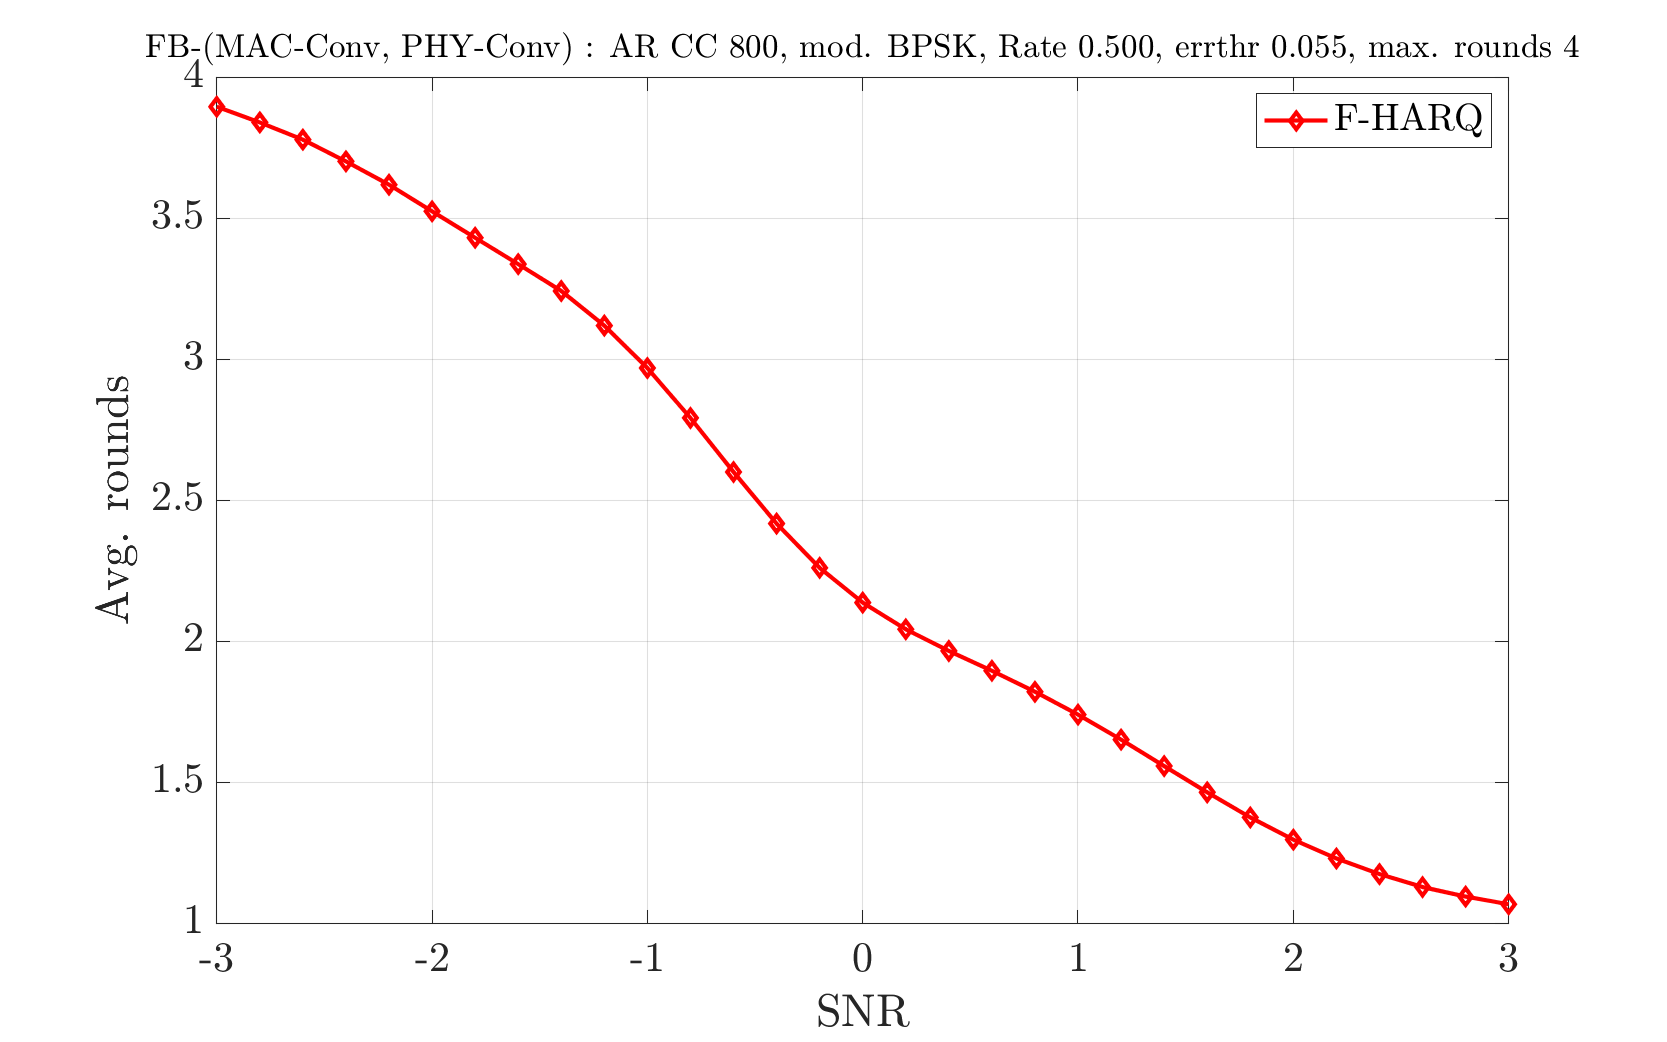 FB-(MAC-Conv, PHY-Conv) : AR CC 800, mod. BPSK, Rate 0.500, errthr 0.055, max. rounds 4
F-HARQ
4
3.5
3
2.5
2
1.5
1
Avg. rounds
-3 -2 -1 0 1 2 3
SNR